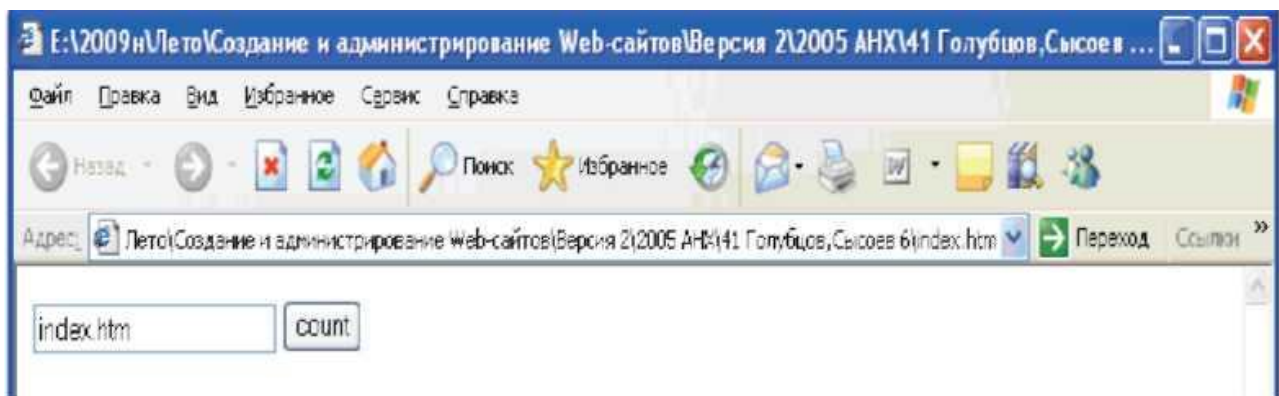 E:\2009н\Лето\Создание и администрирование Web-сайтов\Версия 2\2005 АНХ\41 Голубцов,Сысоев ...
Файл Правка Вид Избранное Сервис Справка
Назад Поиск Избранное
Адрес: Лето\Создание и администрирование Web-сайтов\Версия 2\2005 АНХ\41 Голубцов,Сысоев 6\index.htm Переход Ссылки »
index.htm count